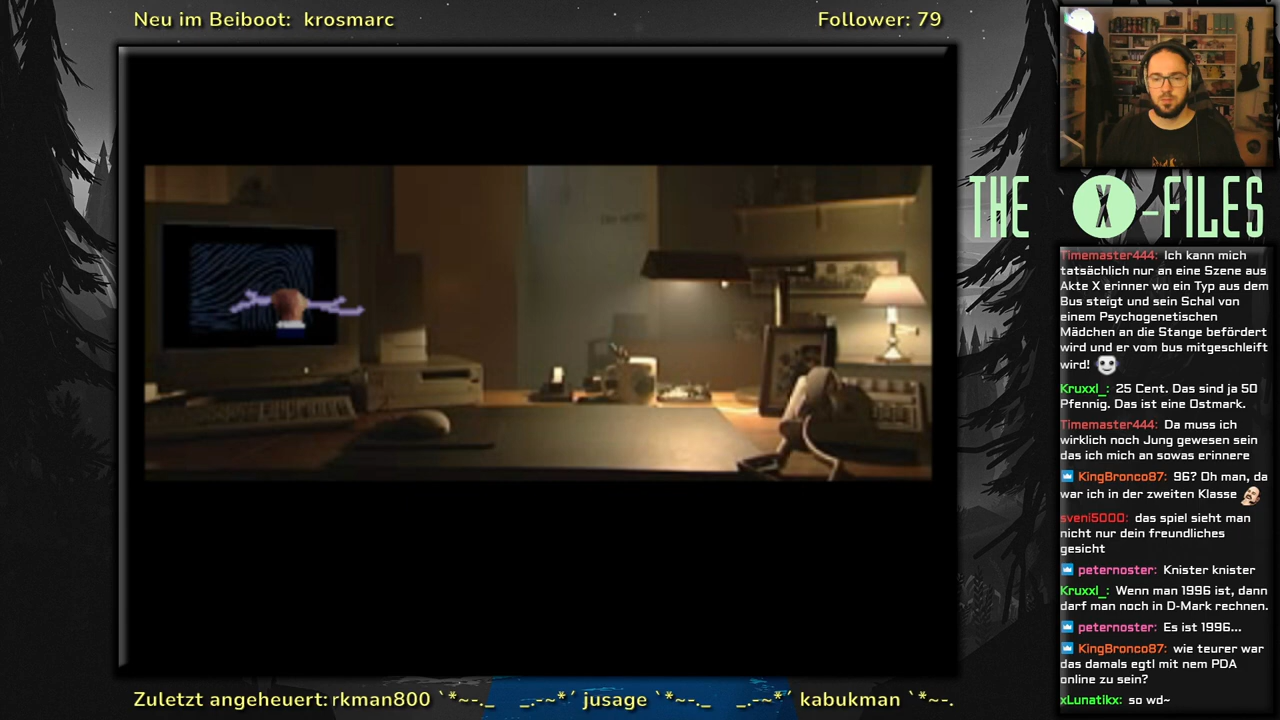 Neu im Beiboot: krosmarc
Follower: 79
THE X-FILES
Timemaster444: Ich kann mich
tatsächlich nur an eine Szene aus
Akte X erinner wo ein Typ aus dem
Bus steigt und sein Schal von
einem Psychogenetischen
Mädchen an die Stange befördert
wird und er vom bus mitgeschleift
wird!
Kruxxl_: 25 Cent. Das sind ja 50
Pfennig. Das ist eine Ostmark.
Timemaster444: Da muss ich
wirklich noch Jung gewesen sein
das ich mich an sowas erinnere
KingBronco87: 96? Oh man, da
war ich in der zweiten Klasse
sveni5000: das spiel sieht man
nicht nur dein freundliches
gesicht
peternoster: Knister knister
Kruxxl_: Wenn man 1996 ist, dann
darf man noch in D-Mark rechnen.
peternoster: Es ist 1996...
KingBronco87: wie teurer war
das damals egtl mit nem PDA
online zu sein?
xLunatikx: so wd~
Zuletzt angeheuert: rkman800 `*~-._ _.-~*´ jusage `*~-._ _.-~*´ kabukman `*~-.